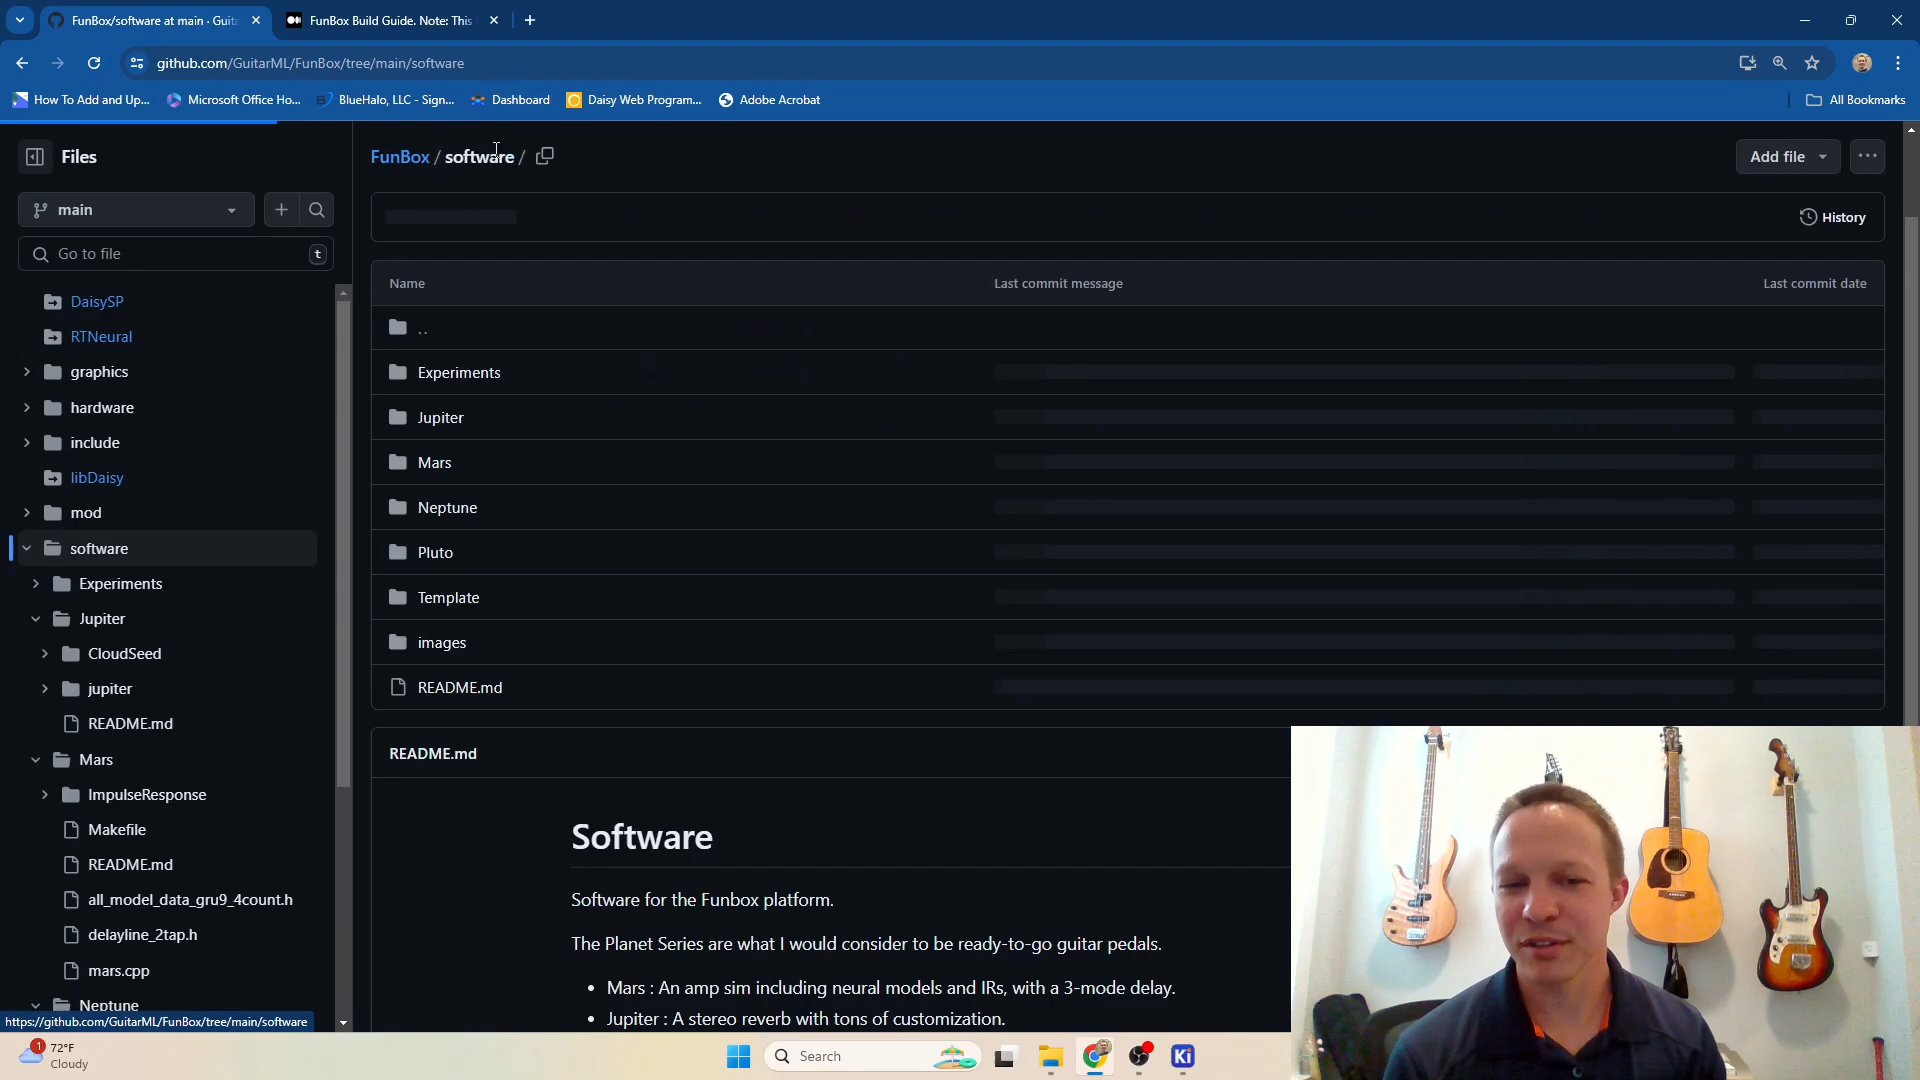 FunBox/software at main · Guita
FunBox Build Guide. Note: This
github.com/GuitarML/FunBox/tree/main/software
How To Add and Up...
Microsoft Office Ho...
BlueHalo, LLC - Sign...
Dashboard
Daisy Web Program...
Adobe Acrobat
All Bookmarks
Files
FunBox / software /
Add file
main
History
Go to file
t
Name
Last commit message
Last commit date
DaisySP
RTNeural
graphics
hardware
include
libDaisy
mod
software
Experiments
Jupiter
CloudSeed
jupiter
README.md
Mars
ImpulseResponse
Makefile
README.md
all_model_data_gru9_4count.h
delayline_2tap.h
mars.cpp
Neptune
..
Experiments
Jupiter
Mars
Neptune
Pluto
Template
images
README.md
README.md
Software
Software for the Funbox platform.
The Planet Series are what I would consider to be ready-to-go guitar pedals.
• Mars : An amp sim including neural models and IRs, with a 3-mode delay.
• Jupiter : A stereo reverb with tons of customization.
https://github.com/GuitarML/FunBox/tree/main/software
1
72°F
Cloudy
Search
Ki